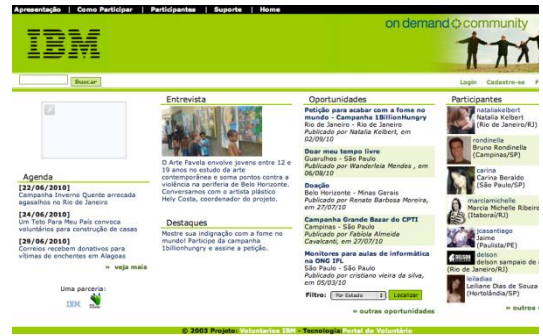 Apresentação | Como Participar | Participantes | Suporte | Home
IBM
on demand community
Buscar
Login Cadastre-se F
Agenda
[22/06/2010]
Campanha Inverno Quente arrecada
agasalhos no Rio de Janeiro
[24/06/2010]
Um Teto Para Meu País convoca
voluntários para construção de casas
[29/06/2010]
Correios recebem donativos para
vítimas de enchentes em Alagoas
» veja mais
Uma parceria:
IBM
Entrevista
O Arte Favela envolve jovens entre 12 e
19 anos no estudo da arte
contemporânea e soma pontos contra a
violência na periferia de Belo Horizonte.
Conversamos com o artista plástico
Hely Costa, coordenador do projeto.
Destaques
Mostre sua indignação com a fome no
mundo! Participe da campanha
1billionhungry e assine a petição.
Oportunidades
Petição para acabar com a fome no
mundo - Campanha 1BillionHungry
Rio de Janeiro - Rio de Janeiro
Publicado por Natalia Kelbert, em
02/09/10
Doar meu tempo livre
Guarulhos - São Paulo
Publicado por Wanderleia Mendes , em
06/08/10
Doação
Belo Horizonte - Minas Gerais
Publicado por Renato Barbosa Moreira,
em 27/07/10
Campanha Grande Bazar do CPTI
Campinas - São Paulo
Publicado por Fabíola Almeida
Cavalcanti, em 27/07/10
Monitores para aulas de informática
na ONG IFL
São Paulo - São Paulo
Publicado por cristiano vieira da silva,
em 05/03/10
Filtro: Por Estado Localizar
» outras oportunidades
Participantes
nataliakelbert
Natalia Kelbert
(Rio de Janeiro/RJ)
rondinella
Bruno Rondinella
(Campinas/SP)
carina
Carina Beraldo
(São Paulo/SP)
marciamichelle
Marcia Michelle Ribeiro
(Itaboraí/RJ)
jcasantiago
Jaime
(Paulista/PE)
delson
delson sampaio de
(Rio de Janeiro/RJ)
leiladias
Leiliane Dias de Souza
(Hortolândia/SP)
» outros
© 2003 Projeto: Voluntários IBM - Tecnologia Portal do Voluntário